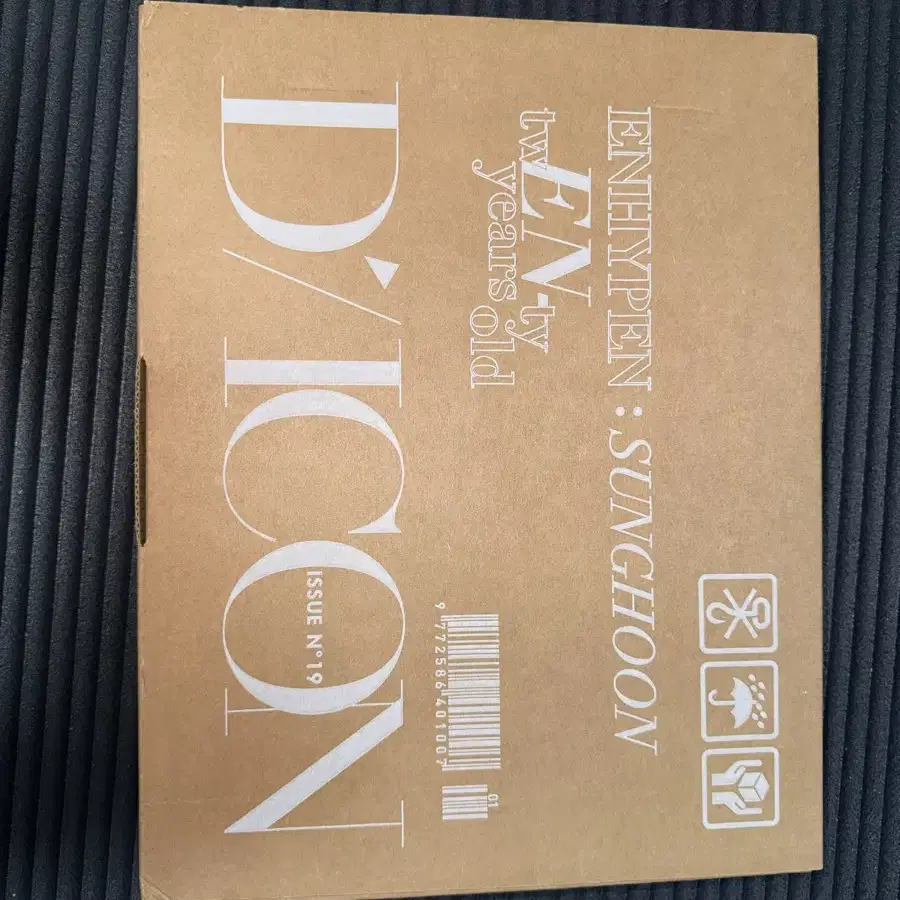 ENHYPEN : SUNGHOON
twEN-ty
years old
D'/ICON
ISSUE N°19
9 772586 401007
01